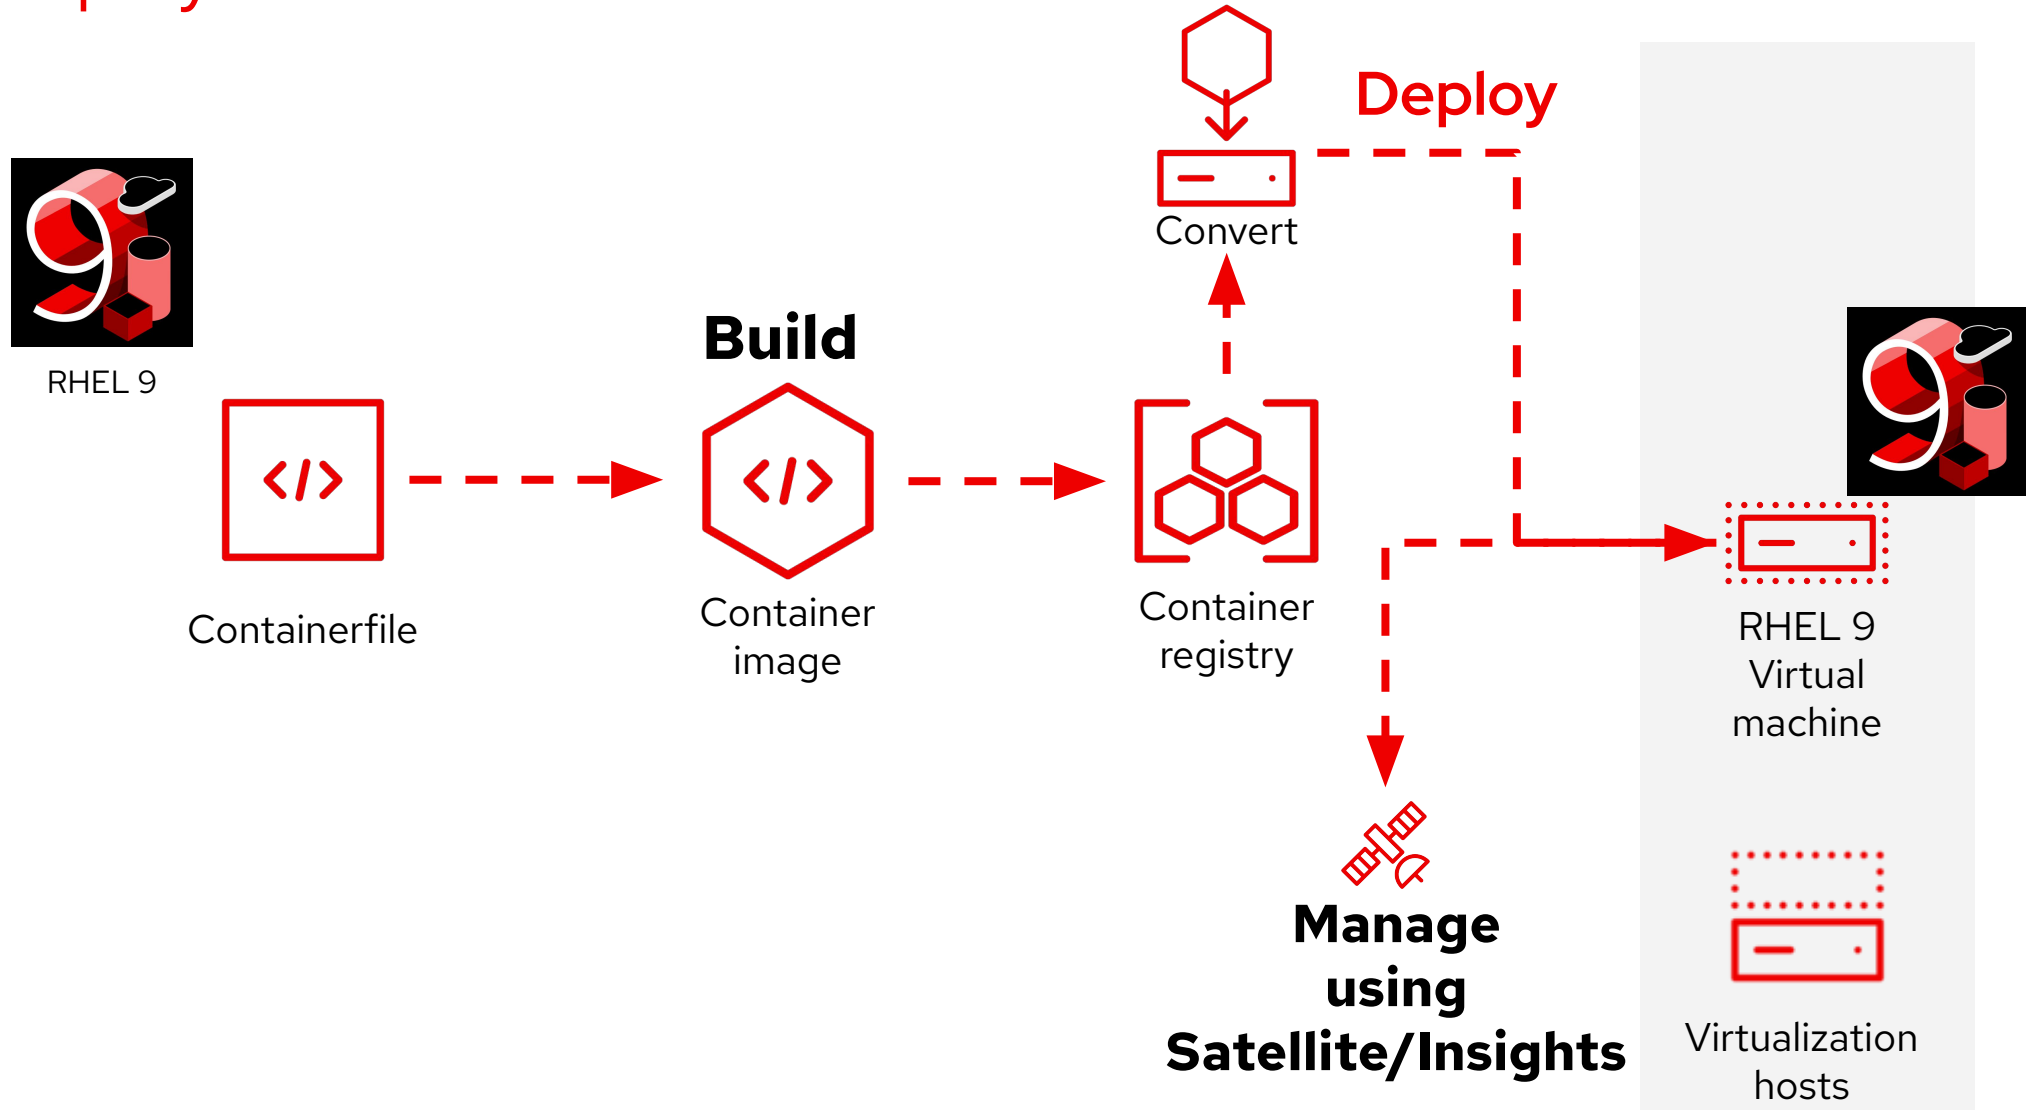 Deploy
Convert
RHEL 9
Build
Containerfile
Container
image
Container
registry
RHEL 9
Virtual
machine
Manage
using
Satellite/Insights
Virtualization
hosts